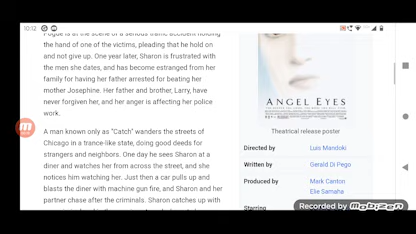 10:12
Pogue is at the scene of a serious traffic accident holding
the hand of one of the victims, pleading that he hold on
and not give up. One year later, Sharon is frustrated with
the men she dates, and has become estranged from her
family for having her father arrested for beating her
mother Josephine. Her father and brother, Larry, have
never forgiven her, and her anger is affecting her police
work.
A man known only as "Catch" wanders the streets of
Chicago in a trance-like state, doing good deeds for
strangers and neighbors. One day he sees Sharon at a
diner and watches her from across the street, and she
notices him watching her. Just then a car pulls up and
blasts the diner with machine gun fire, and Sharon and her
partner chase after the criminals. Sharon catches up with
ANGEL EYES
Theatrical release poster
Directed by Luis Mandoki
Written by Gerald Di Pego
Produced by Mark Canton
Elie Samaha
Starring
Recorded by Mobizen